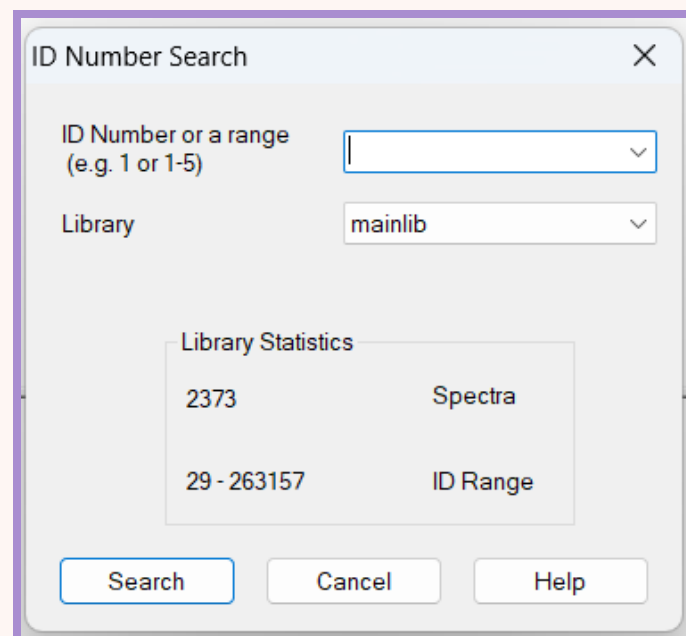 ID Number Search
ID Number or a range
(e.g. 1 or 1-5)
Library
mainlib
Library Statistics
2373 Spectra
29 - 263157 ID Range
Search Cancel Help